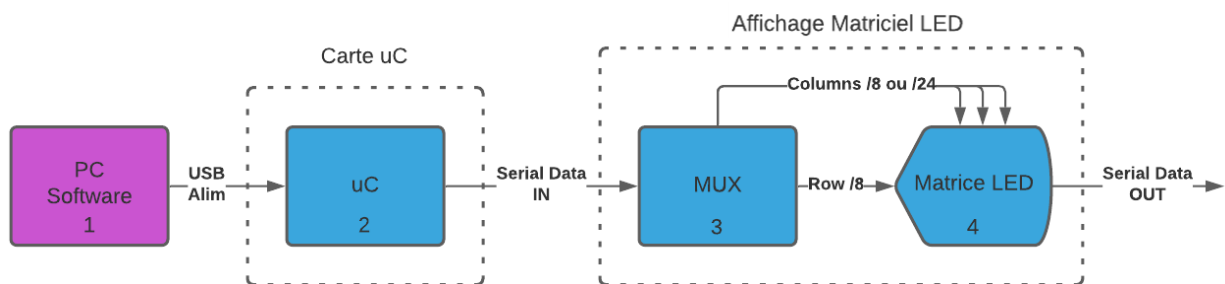 Affichage Matriciel LED
Carte uC
Columns /8 ou /24
PC
Software
1
USB
Alim
uC
2
Serial Data
IN
MUX
3
Row /8
Matrice LED
4
Serial Data
OUT